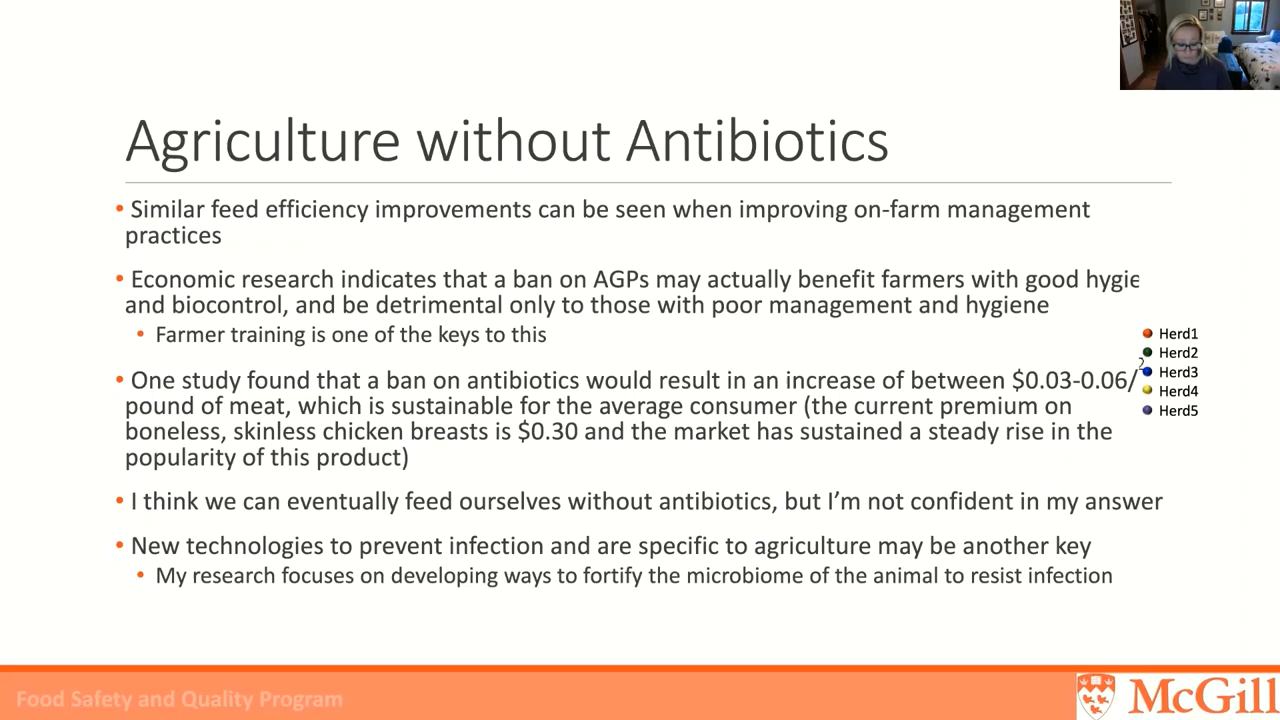 Agriculture without Antibiotics
• Similar feed efficiency improvements can be seen when improving on-farm management
practices
• Economic research indicates that a ban on AGPs may actually benefit farmers with good hygie
and biocontrol, and be detrimental only to those with poor management and hygiene
• Farmer training is one of the keys to this
Herd1
Herd2
Herd3
Herd4
Herd5
• One study found that a ban on antibiotics would result in an increase of between $0.03-0.06/
pound of meat, which is sustainable for the average consumer (the current premium on
boneless, skinless chicken breasts is $0.30 and the market has sustained a steady rise in the
popularity of this product)
• I think we can eventually feed ourselves without antibiotics, but I’m not confident in my answer
• New technologies to prevent infection and are specific to agriculture may be another key
• My research focuses on developing ways to fortify the microbiome of the animal to resist infection
Food Safety and Quality Program
McGill